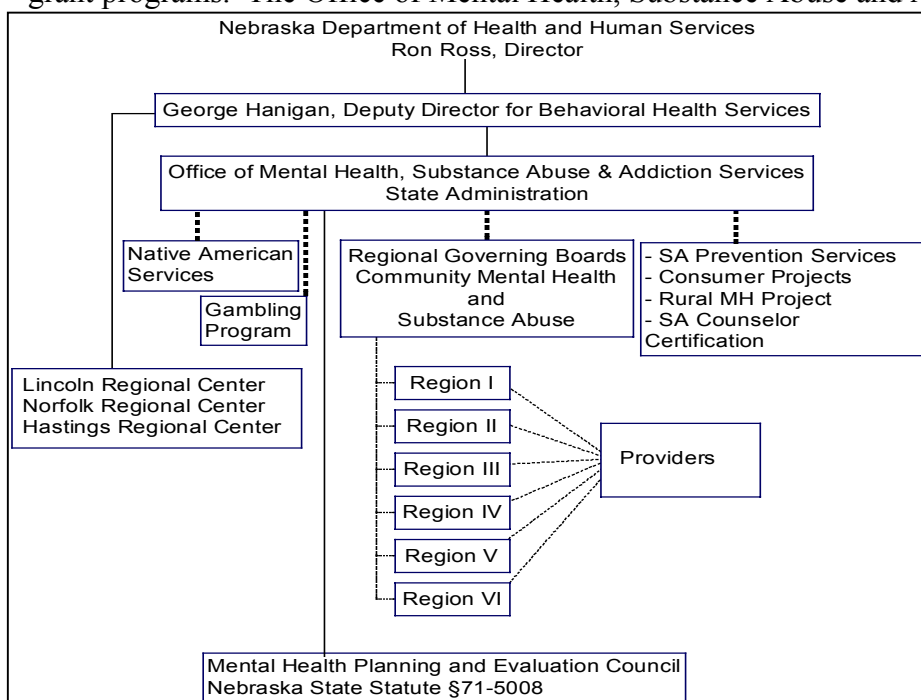 grant programs. The Office of Mental Health, Substance Abuse and
Nebraska Department of Health and Human Services
Ron Ross, Director
George Hanigan, Deputy Director for Behavioral Health Services
Office of Mental Health, Substance Abuse & Addiction Services
State Administration
Native American
Services
Gambling
Program
Regional Governing Boards
Community Mental Health
and
Substance Abuse
- SA Prevention Services
- Consumer Projects
- Rural MH Project
- SA Counselor
Certification
Lincoln Regional Center
Norfolk Regional Center
Hastings Regional Center
Region I
Region II
Region III
Region IV
Region V
Region VI
Providers
Mental Health Planning and Evaluation Council
Nebraska State Statute §71-5008